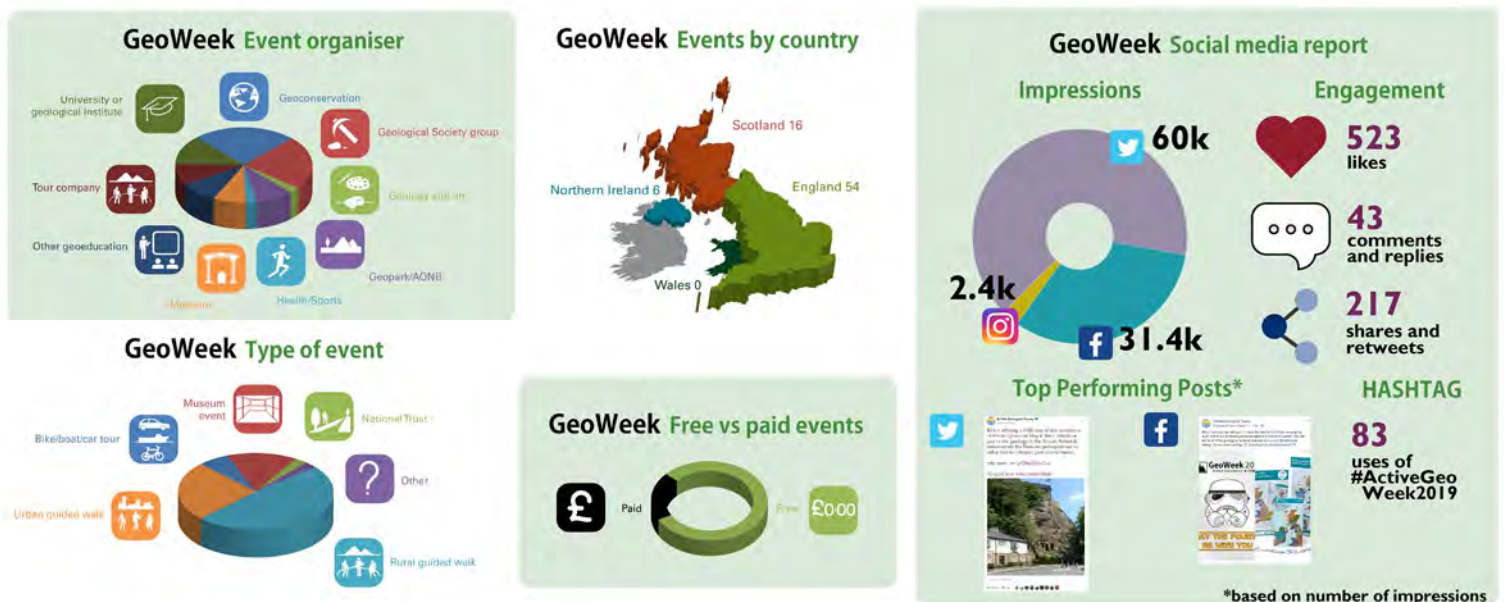 GeoWeek Event organiser
University or
geological institute
Geoconservation
Geological Society group
Tour company
Geology and art
Other geoeducation
Geopark/AONB
Museum
Health/Sports
GeoWeek Type of event
Museum
event
National Trust
Bike/boat/car tour
Other
Urban guided walk
Rural guided walk
GeoWeek Events by country
Scotland 16
Northern Ireland 6
England 54
Wales 0
GeoWeek Free vs paid events
£
Paid
Free
£0·00
GeoWeek Social media report
Impressions
60k
2.4k
31.4k
Engagement
523
likes
43
comments
and replies
217
shares and
retweets
Top Performing Posts*
GeoWeek 20
BE WITH YOU
HASHTAG
83
uses of
#ActiveGeo
Week2019
*based on number of impressions